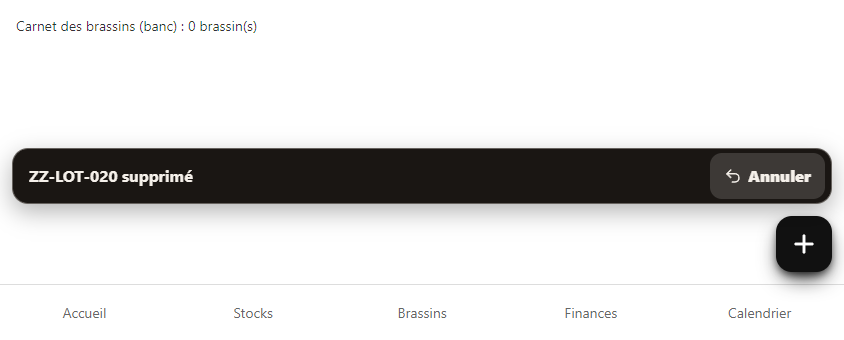 Carnet des brassins (banc) : 0 brassin(s)
ZZ-LOT-020 supprimé
Annuler
Accueil
Stocks
Brassins
Finances
Calendrier